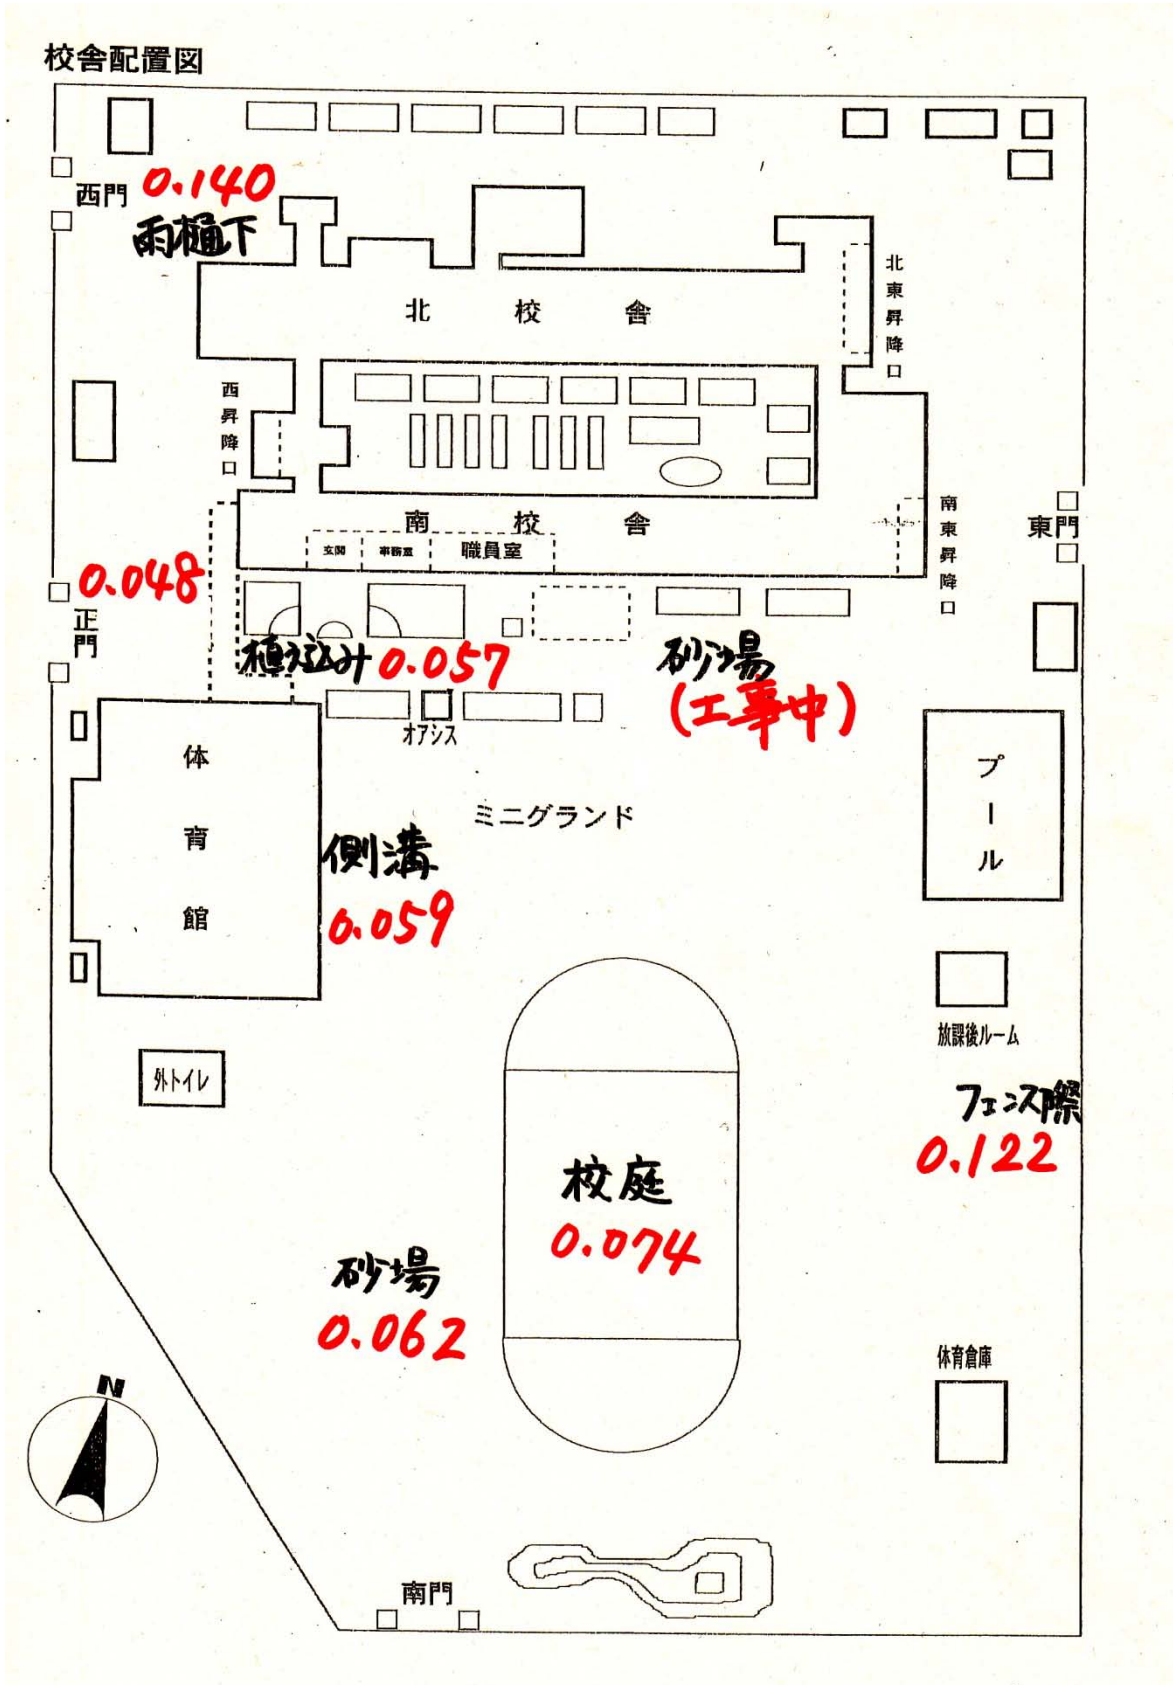 校舎配置図
西門
0.140
雨樋下
北校舎
北東昇降口
西昇降口
南校舎
玄関
事務室
職員室
南東昇降口
東門
0.048
正門
植え込み 0.057
砂場
(工事中)
オアシス
体育館
ミニグランド
プール
側溝
0.059
放課後ルーム
外トイレ
フェンス際
0.122
校庭
0.074
砂場
0.062
体育倉庫
N
南門